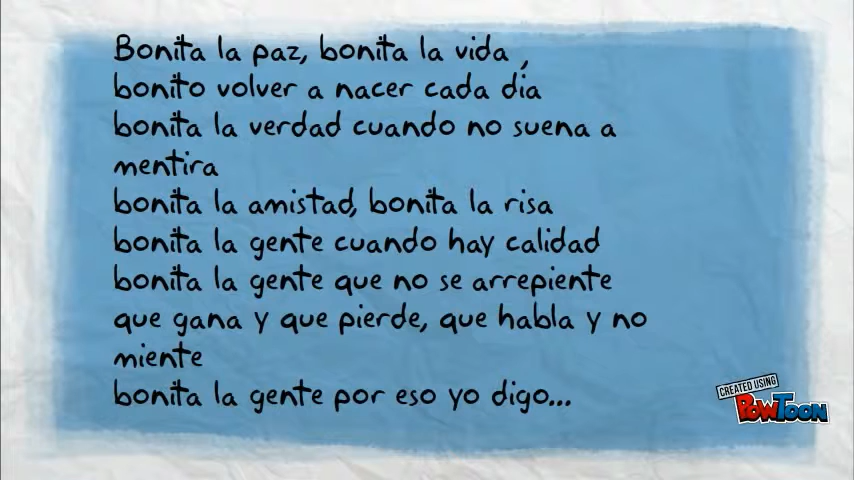 Bonita la paz, bonita la vida ,
bonito volver a nacer cada dia
bonita la verdad cuando no suena a
mentira
bonita la amistad, bonita la risa
bonita la gente cuando hay calidad
bonita la gente que no se arrepiente
que gana y que pierde, que habla y no
miente
bonita la gente por eso yo digo...
CREATED USING
POWTOON